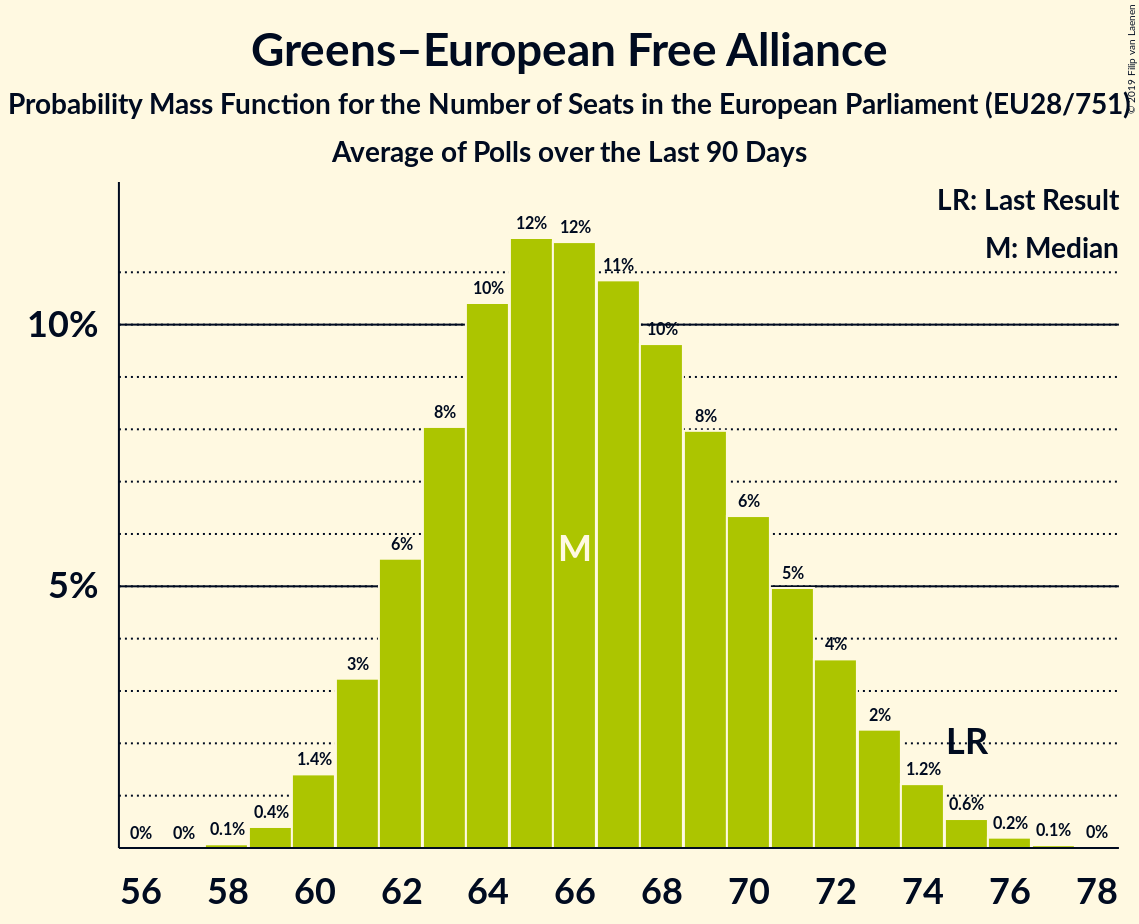 Greens–European Free Alliance
Probability Mass Function for the Number of Seats in the European Parliament (EU28/751)
Average of Polls over the Last 90 Days
© 2019 Filip van Laenen
LR: Last Result
M: Median
10%
5%
0%
0%
0.1%
0.4%
1.4%
3%
6%
8%
10%
12%
12%
11%
10%
8%
6%
5%
4%
2%
1.2%
0.6%
0.2%
0.1%
0%
M
LR
56 58 60 62 64 66 68 70 72 74 76 78